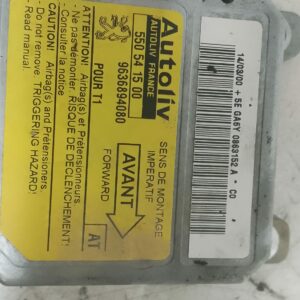 Autoliv
AUTOLIV FRANCE
550 54 15 00
9636894080
POUR T1
ATTENTION! Airbag(s) et Prétensioneurs.
- Ne pas démonter. RISQUE DE DECLENCHEMENT!
- Consulter la notice.
CAUTION! Airbag(s) and Pretensioners.
- Do not remove. TRIGGERING HAZARD!
- Read manual.
SENS DE MONTAGE
IMPERATIF
AVANT
FORWARD
AT